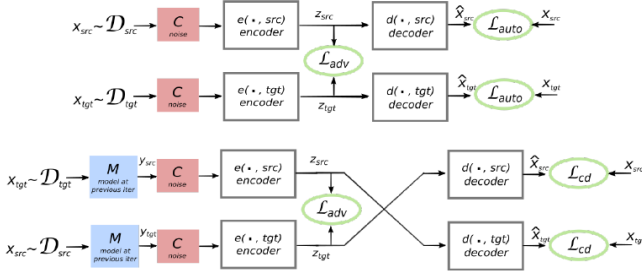 x_src ~ D_src C noise e(•, src) encoder z_src d(•, src) decoder x̂_src L_auto x_src
L_adv
x_tgt ~ D_tgt C noise e(•, tgt) encoder z_tgt d(•, tgt) decoder x̂_tgt L_auto x_tgt
x_tgt ~ D_tgt M model at previous iter y_src C noise e(•, src) encoder z_src d(•, src) decoder x̂_src L_cd x_src
L_adv
x_src ~ D_src M model at previous iter y_tgt C noise e(•, tgt) encoder z_tgt d(•, tgt) decoder x̂_tgt L_cd x_tg